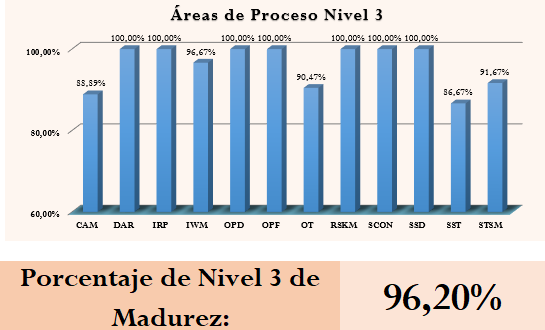 Áreas de Proceso Nivel 3
100,00% 100,00% 100,00% 100,00% 100,00% 100,00% 100,00%
96,67%
91,67%
90,47%
88,89%
86,67%
100,00%
80,00%
60,00%
CAM DAR IRP IWM OPD OPF OT RSKM SCON SSD SST STSM
Porcentaje de Nivel 3 de
Madurez:
96,20%